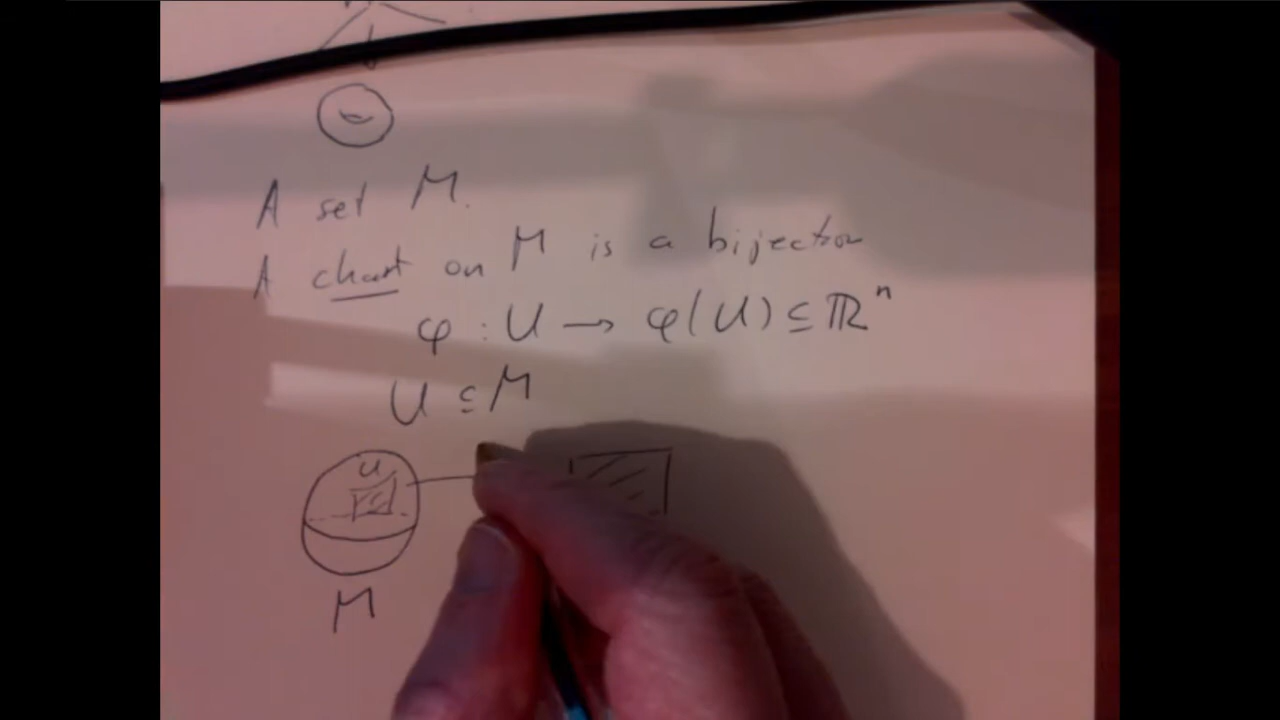 A set M.
A chart on M is a bijection
φ : U → φ(U) ⊆ ℝⁿ
U ⊆ M
U
M